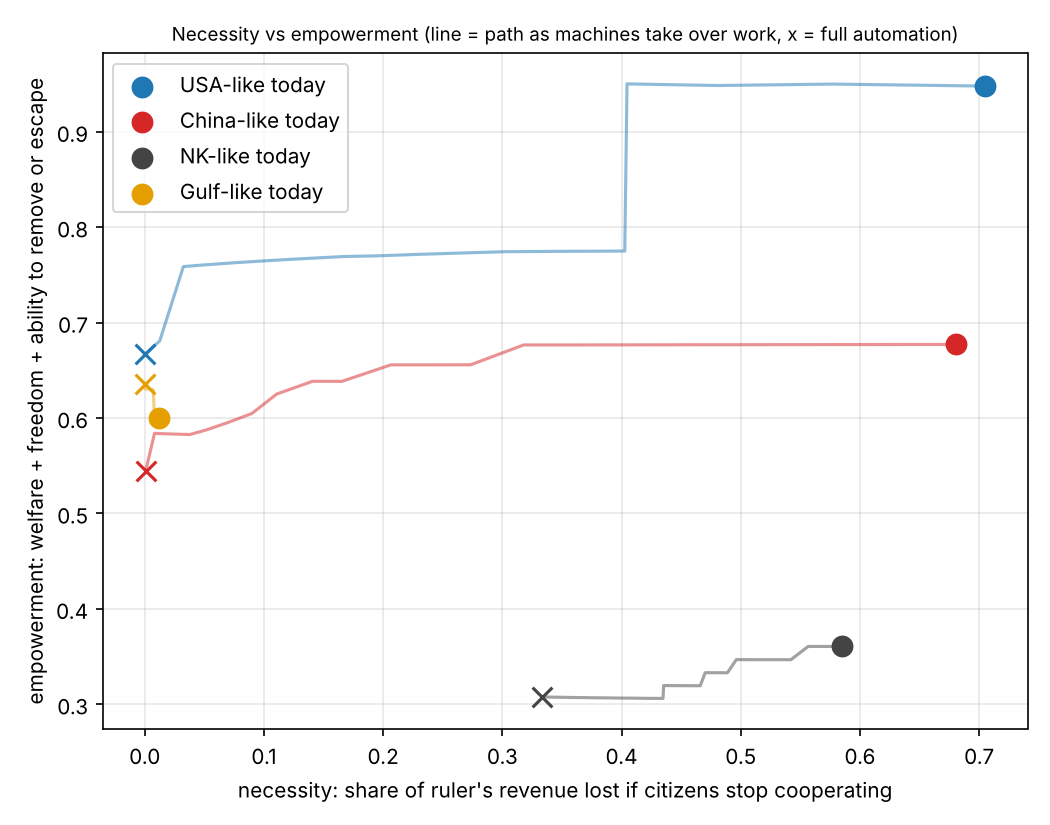 Necessity vs empowerment (line = path as machines take over work, x = full automation)
USA-like today
China-like today
NK-like today
Gulf-like today
empowerment: welfare + freedom + ability to remove or escape
0.9
0.8
0.7
0.6
0.5
0.4
0.3
0.0 0.1 0.2 0.3 0.4 0.5 0.6 0.7
necessity: share of ruler's revenue lost if citizens stop cooperating